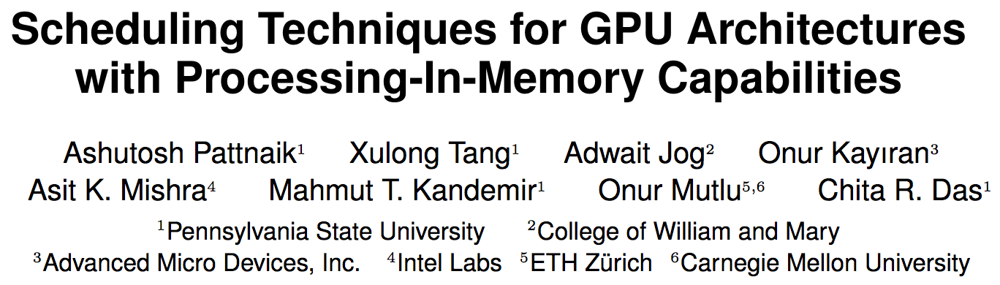 Scheduling Techniques for GPU Architectures
with Processing-In-Memory Capabilities
Ashutosh Pattnaik¹ Xulong Tang¹ Adwait Jog² Onur Kayıran³
Asit K. Mishra⁴ Mahmut T. Kandemir¹ Onur Mutlu⁵,⁶ Chita R. Das¹
¹Pennsylvania State University ²College of William and Mary
³Advanced Micro Devices, Inc. ⁴Intel Labs ⁵ETH Zürich ⁶Carnegie Mellon University